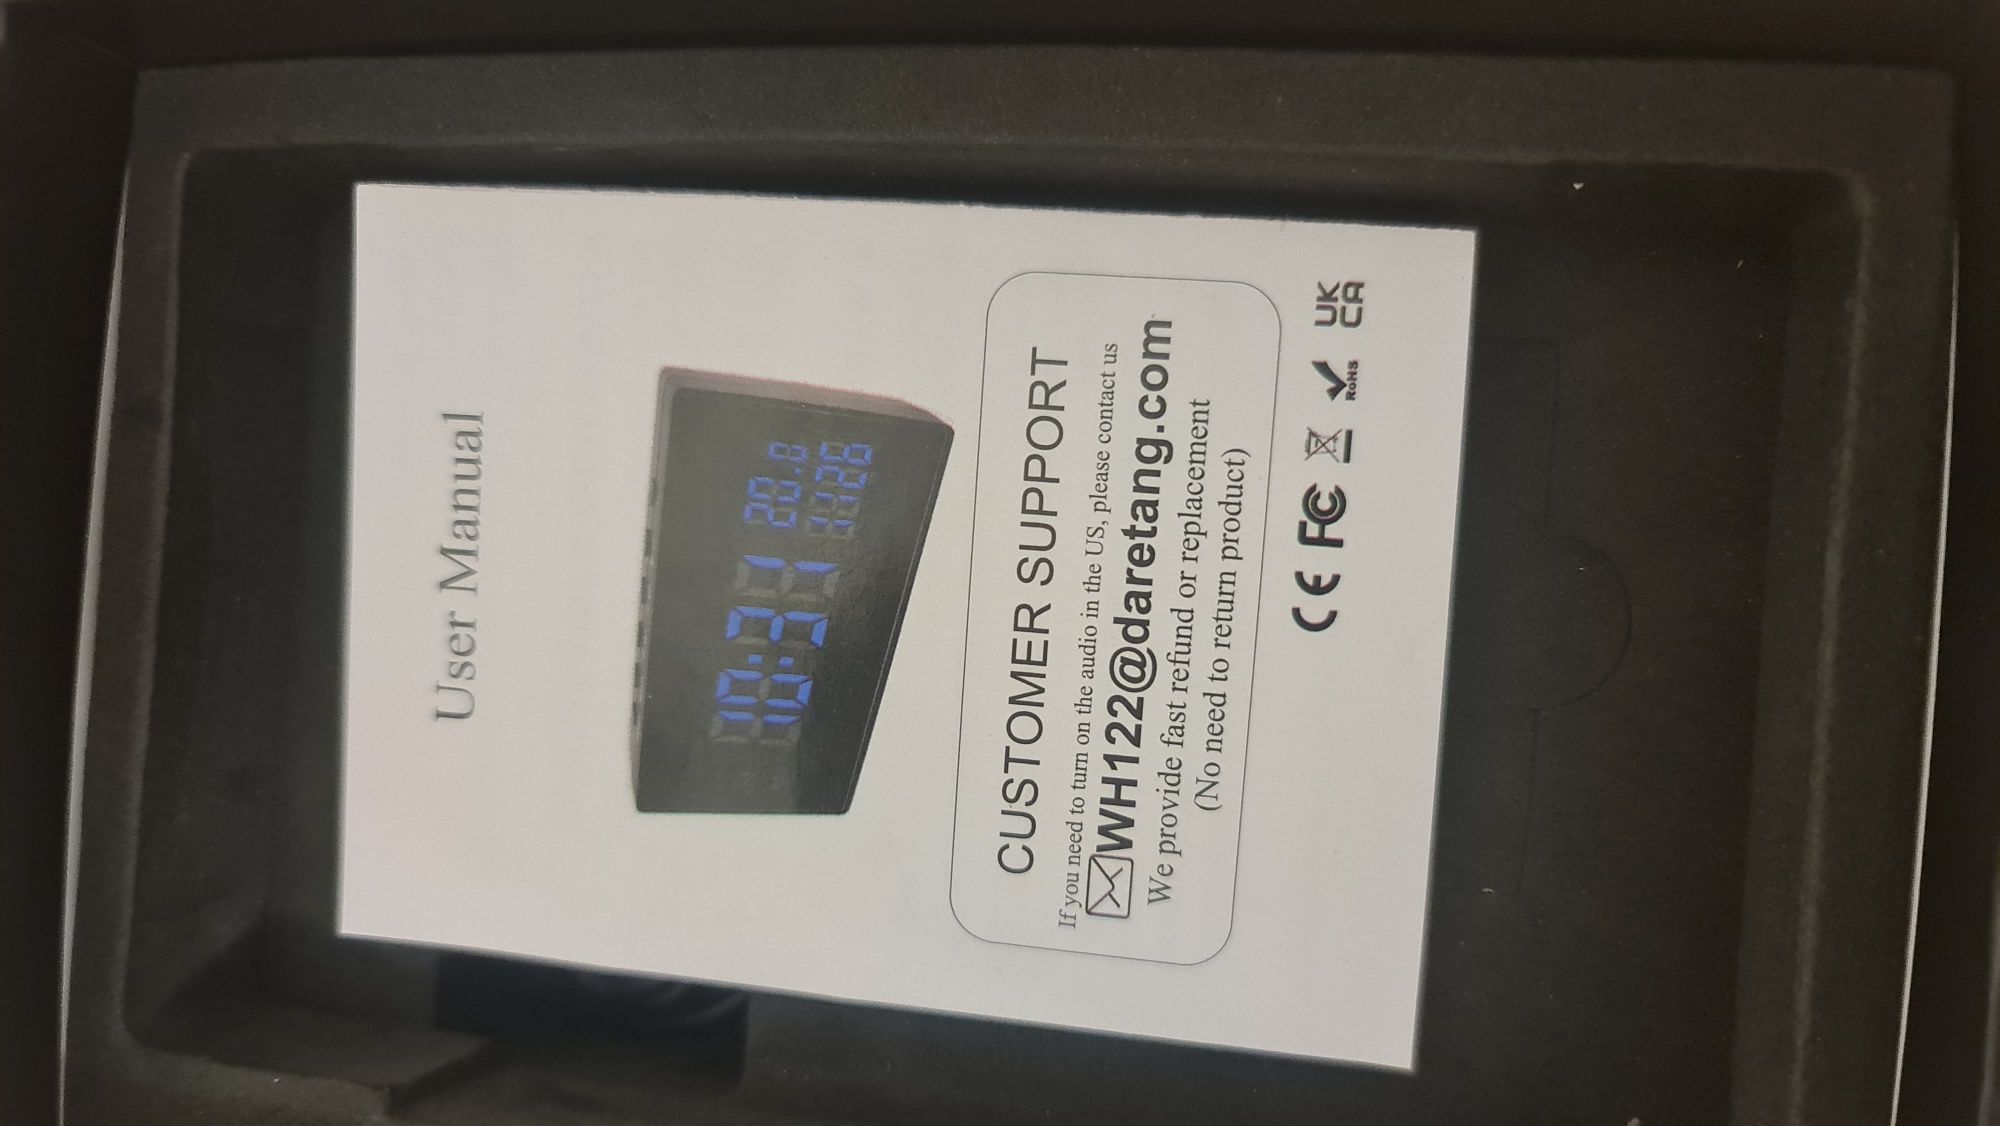 User Manual
10:31
20.8
1128
CUSTOMER SUPPORT
If you need to turn on the audio in the US, please contact us
WH122@daretang.com
We provide fast refund or replacement
(No need to return product)
CE FC RoHS UK
CA